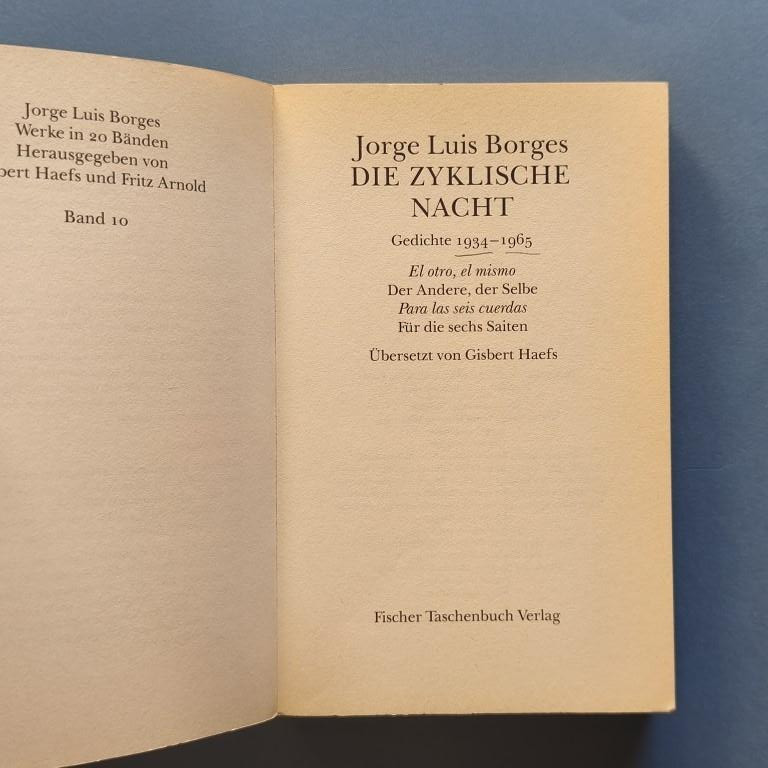 Jorge Luis Borges
Werke in 20 Bänden
Herausgegeben von
bert Haefs und Fritz Arnold
Band 10
Jorge Luis Borges
DIE ZYKLISCHE
NACHT
Gedichte 1934–1965
El otro, el mismo
Der Andere, der Selbe
Para las seis cuerdas
Für die sechs Saiten
Übersetzt von Gisbert Haefs
Fischer Taschenbuch Verlag